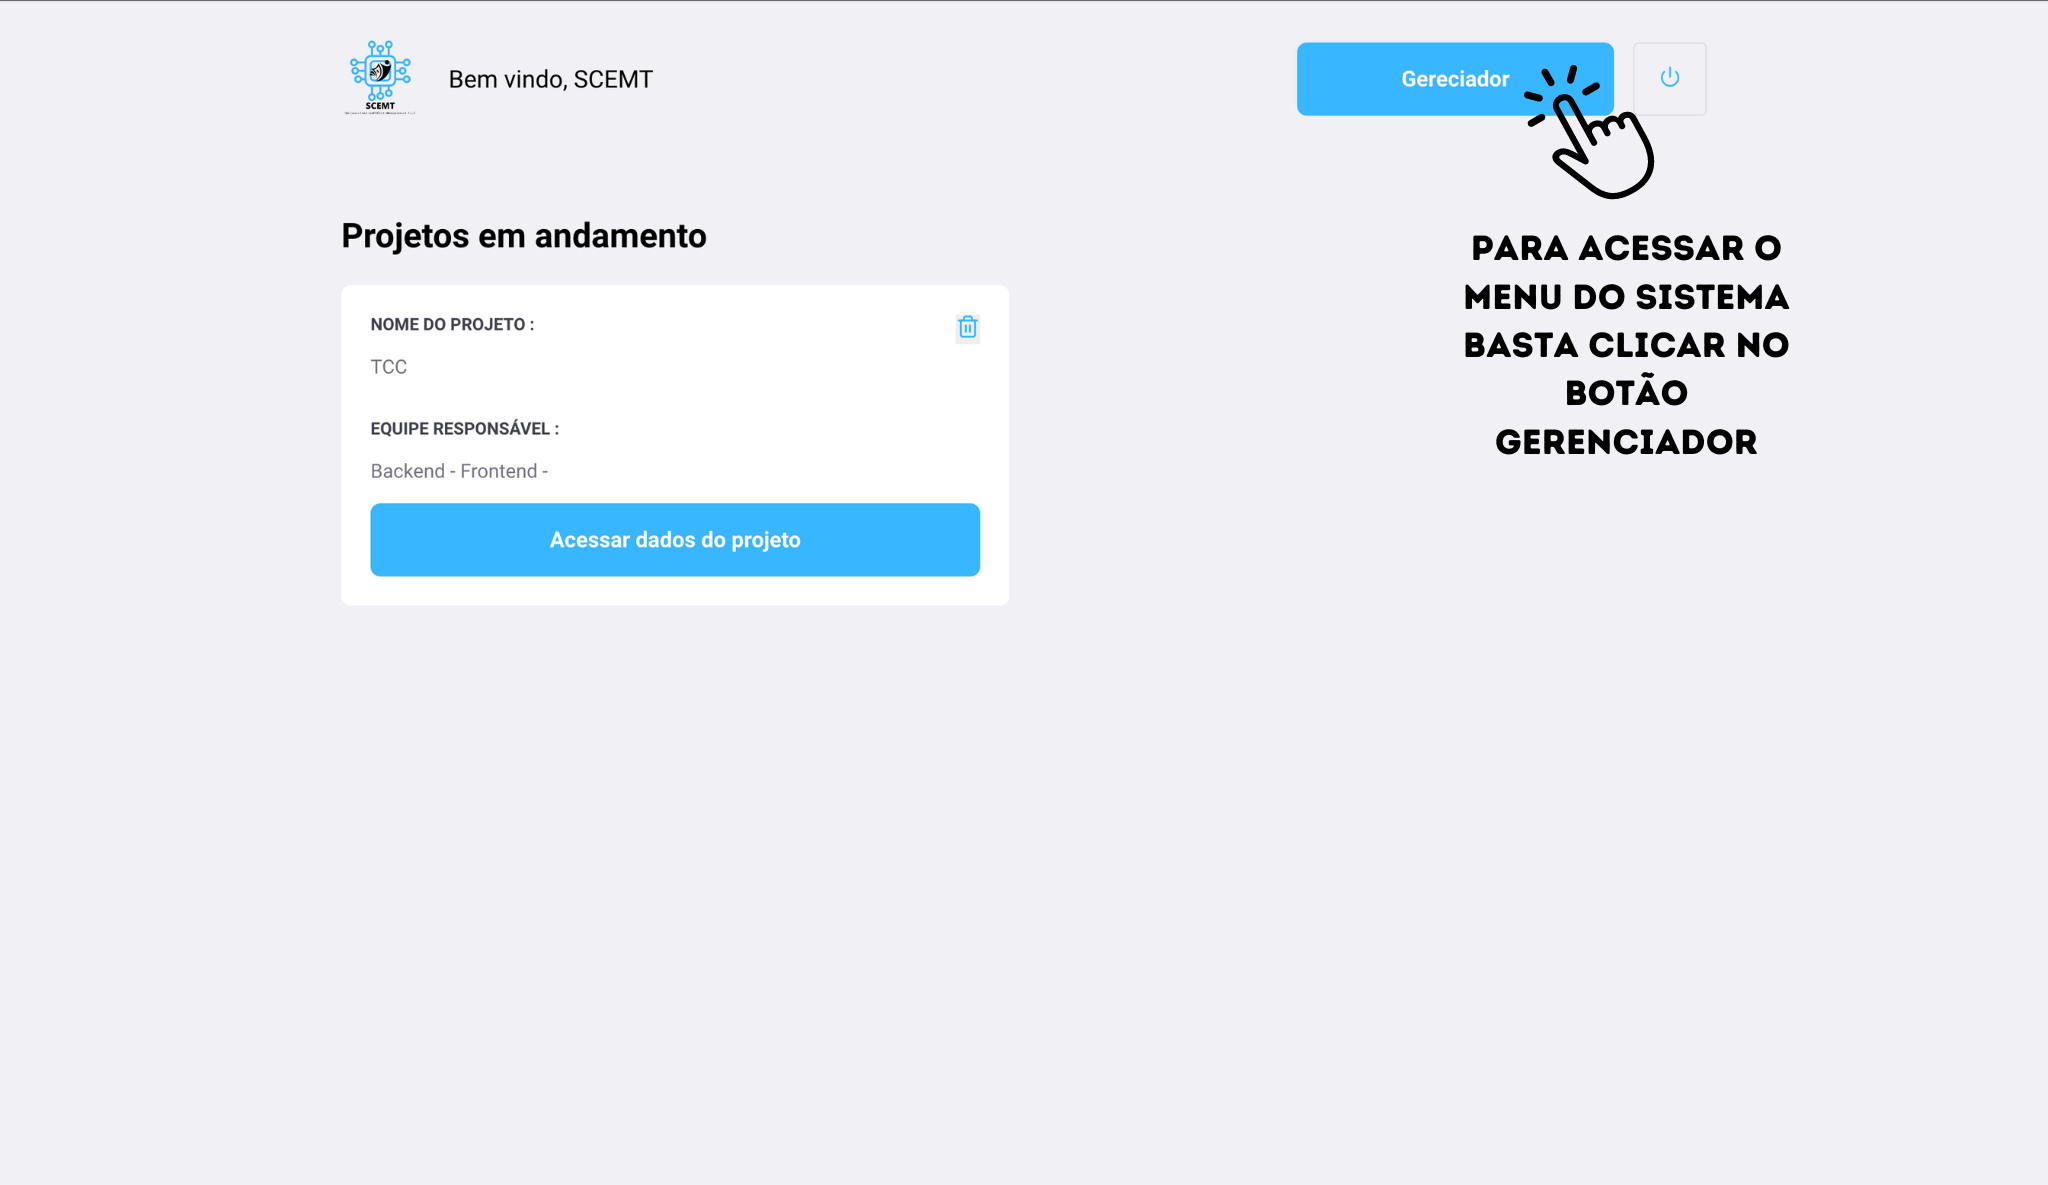 SCEMT
Bem vindo, SCEMT
Gereciador
Projetos em andamento
NOME DO PROJETO :
TCC
EQUIPE RESPONSÁVEL :
Backend - Frontend -
Acessar dados do projeto
PARA ACESSAR O
MENU DO SISTEMA
BASTA CLICAR NO
BOTÃO
GERENCIADOR